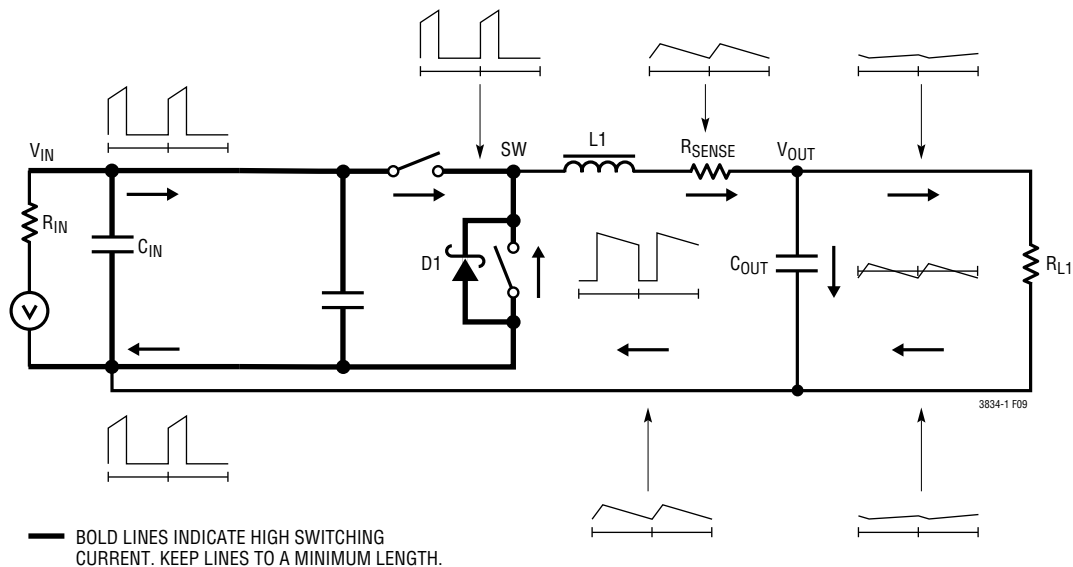 VIN
RIN
CIN
SW
D1
L1
RSENSE
VOUT
COUT
RL1
V
3834-1 F09
BOLD LINES INDICATE HIGH SWITCHING
CURRENT. KEEP LINES TO A MINIMUM LENGTH.